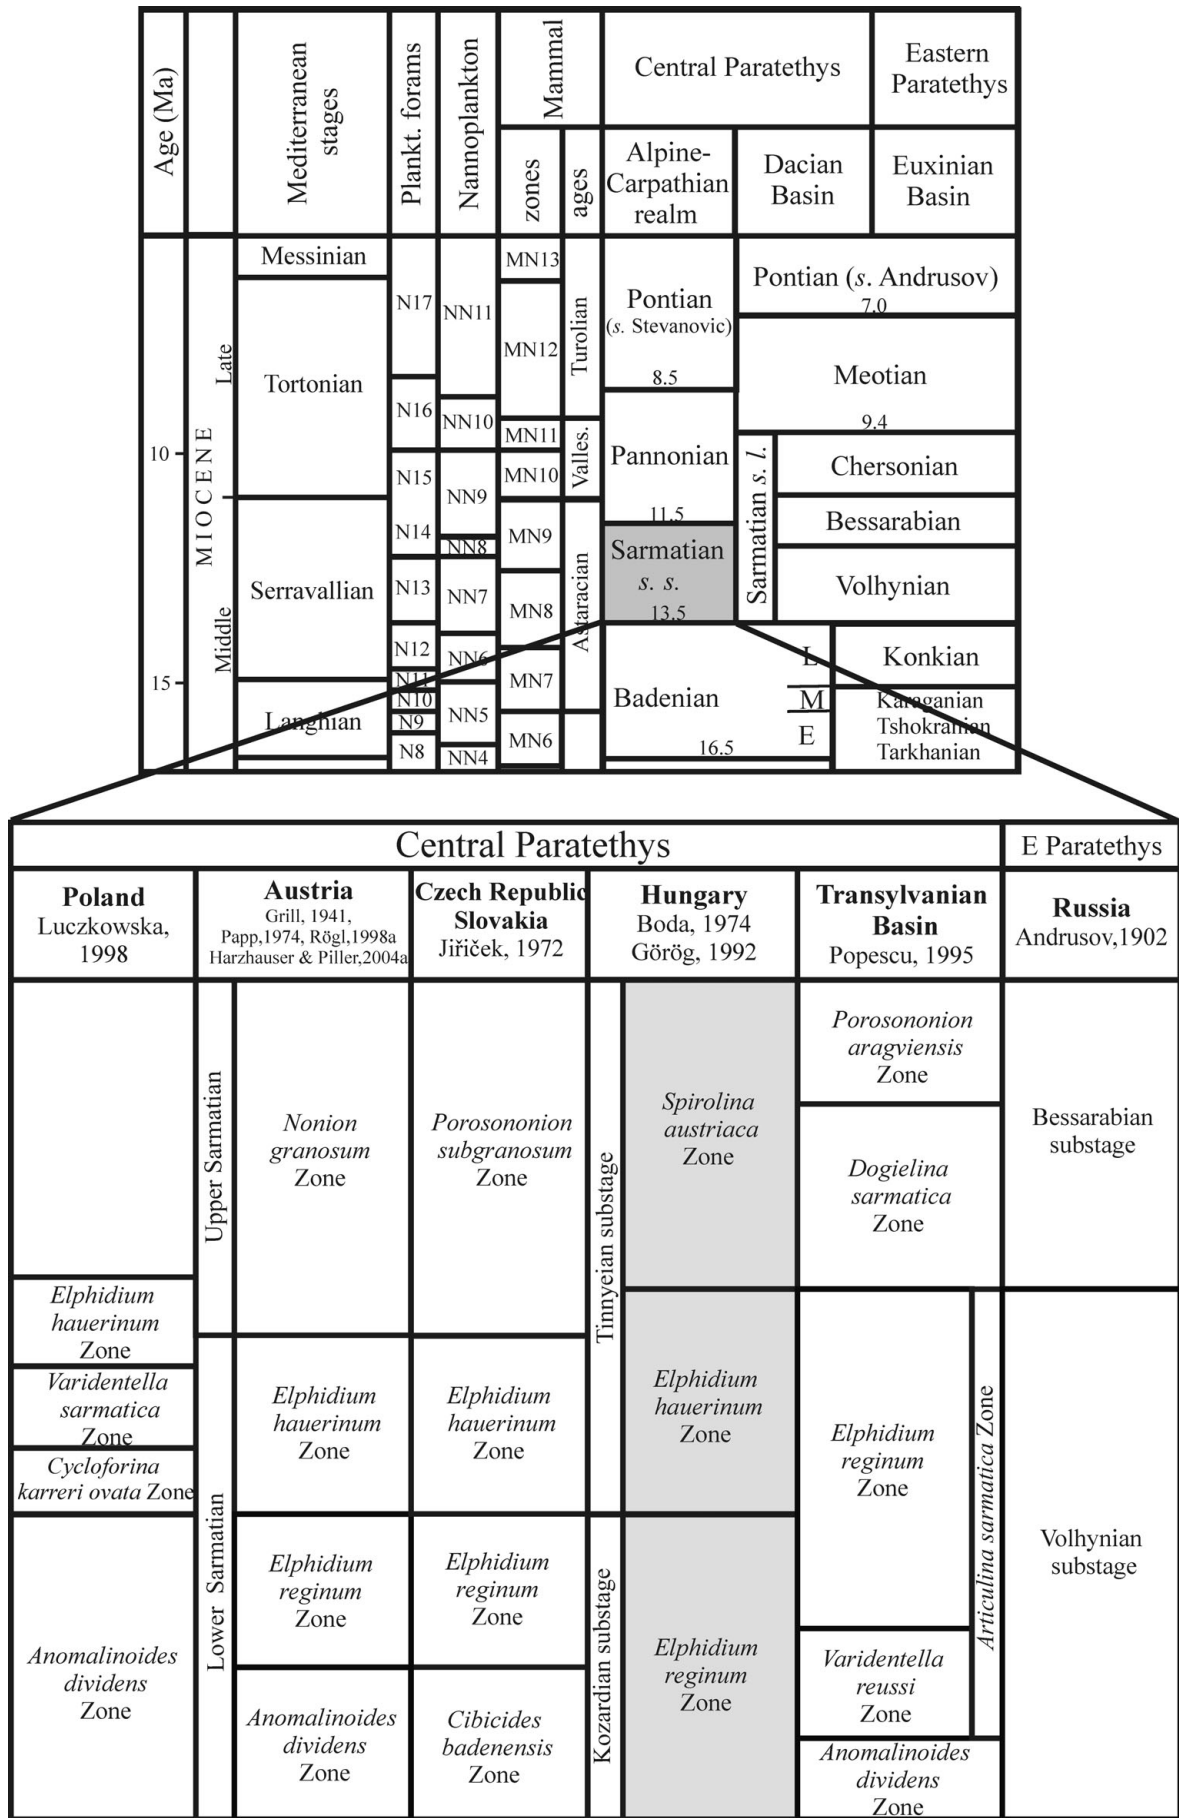 Age (Ma)
Mediterranean
stages
Plankt. forams
Nannoplankton
Mammal
zones
ages
Central Paratethys
Eastern
Paratethys
Alpine-
Carpathian
realm
Dacian
Basin
Euxinian
Basin
10
15
MIOCENE
Late
Middle
Messinian
Tortonian
Serravallian
Langhian
N17
N16
N15
N14
N13
N12
N11
N10
N9
N8
NN11
NN10
NN9
NN8
NN7
NN6
NN5
NN4
MN13
MN12
MN11
MN10
MN9
MN8
MN7
MN6
Turolian
Valles.
Astaracian
Pontian
(s. Stevanovic)
8.5
Pannonian
11.5
Sarmatian
s. s.
13.5
Badenian
16.5
L
M
E
Pontian (s. Andrusov)
7.0
Meotian
9.4
Sarmatian s. l.
Chersonian
Bessarabian
Volhynian
Konkian
Karaganian
Tshokranian
Tarkhanian
Central Paratethys
E Paratethys
Poland
Luczkowska,
1998
Austria
Grill, 1941,
Papp,1974, Rögl,1998a
Harzhauser & Piller,2004a
Czech Republic
Slovakia
Jiřiček, 1972
Hungary
Boda, 1974
Görög, 1992
Transylvanian
Basin
Popescu, 1995
Russia
Andrusov,1902
Elphidium
hauerinum
Zone
Varidentella
sarmatica
Zone
Cycloforina
karreri ovata Zone
Anomalinoides
dividens
Zone
Upper Sarmatian
Lower Sarmatian
Nonion
granosum
Zone
Elphidium
hauerinum
Zone
Elphidium
reginum
Zone
Anomalinoides
dividens
Zone
Porosononion
subgranosum
Zone
Elphidium
hauerinum
Zone
Elphidium
reginum
Zone
Cibicides
badenensis
Zone
Tinnyeian substage
Kozardian substage
Spirolina
austriaca
Zone
Elphidium
hauerinum
Zone
Elphidium
reginum
Zone
Porosononion
aragviensis
Zone
Dogielina
sarmatica
Zone
Elphidium
reginum
Zone
Articulina sarmatica Zone
Varidentella
reussi
Zone
Anomalinoides
dividens
Zone
Bessarabian
substage
Volhynian
substage